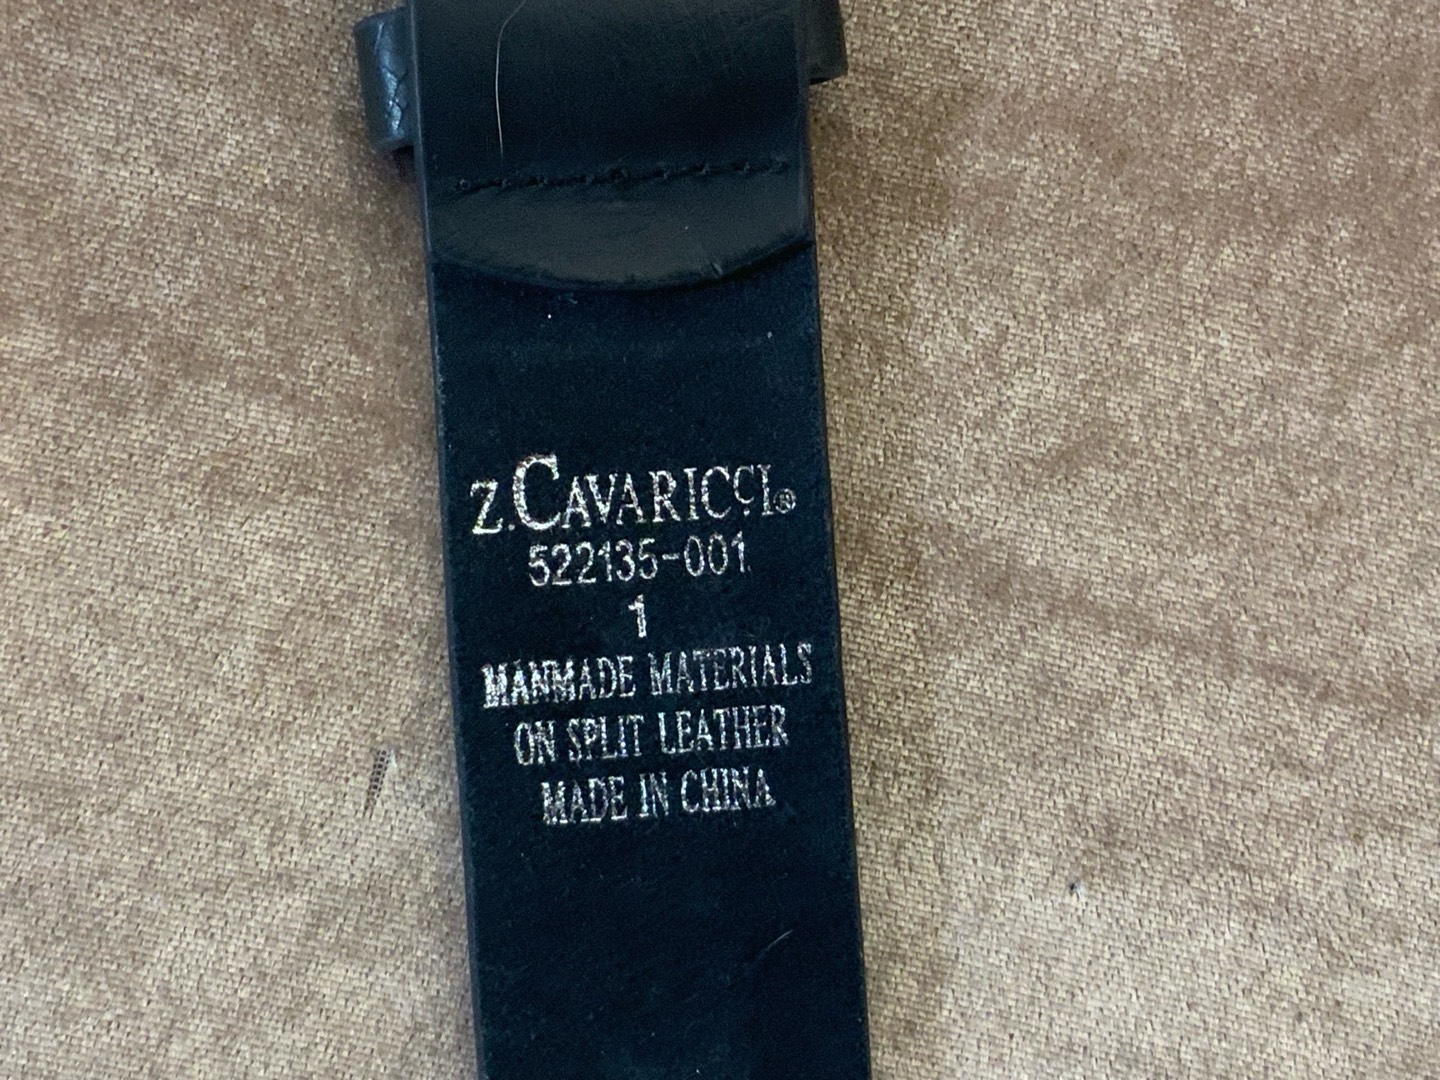 Z.CAVARICCI®
522135-001
1
MANMADE MATERIALS
ON SPLIT LEATHER
MADE IN CHINA